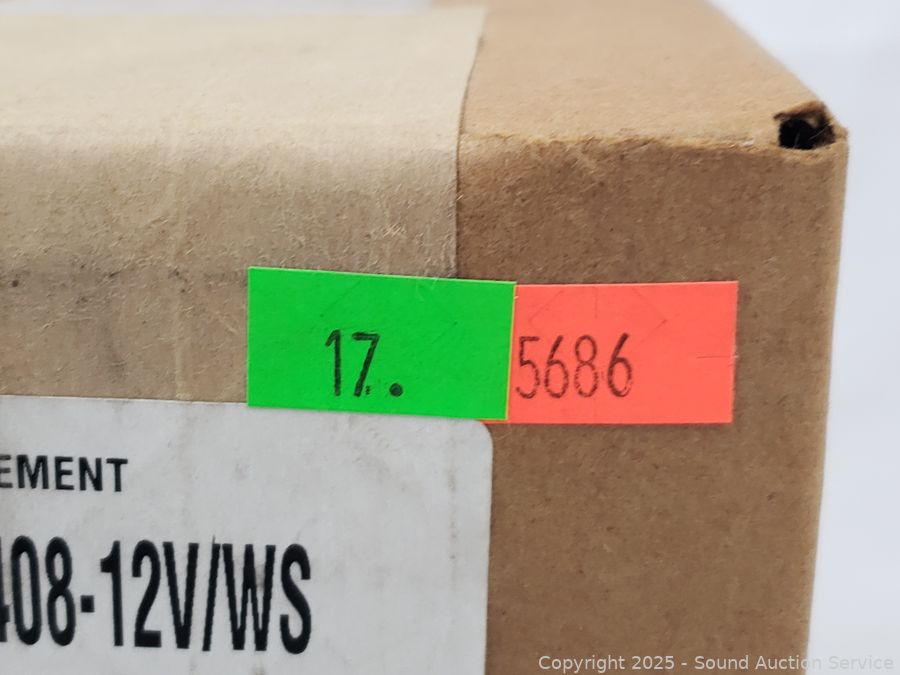 17. 5686
EMENT
408-12V/WS
Copyright © 2025 - Sound Auction Service